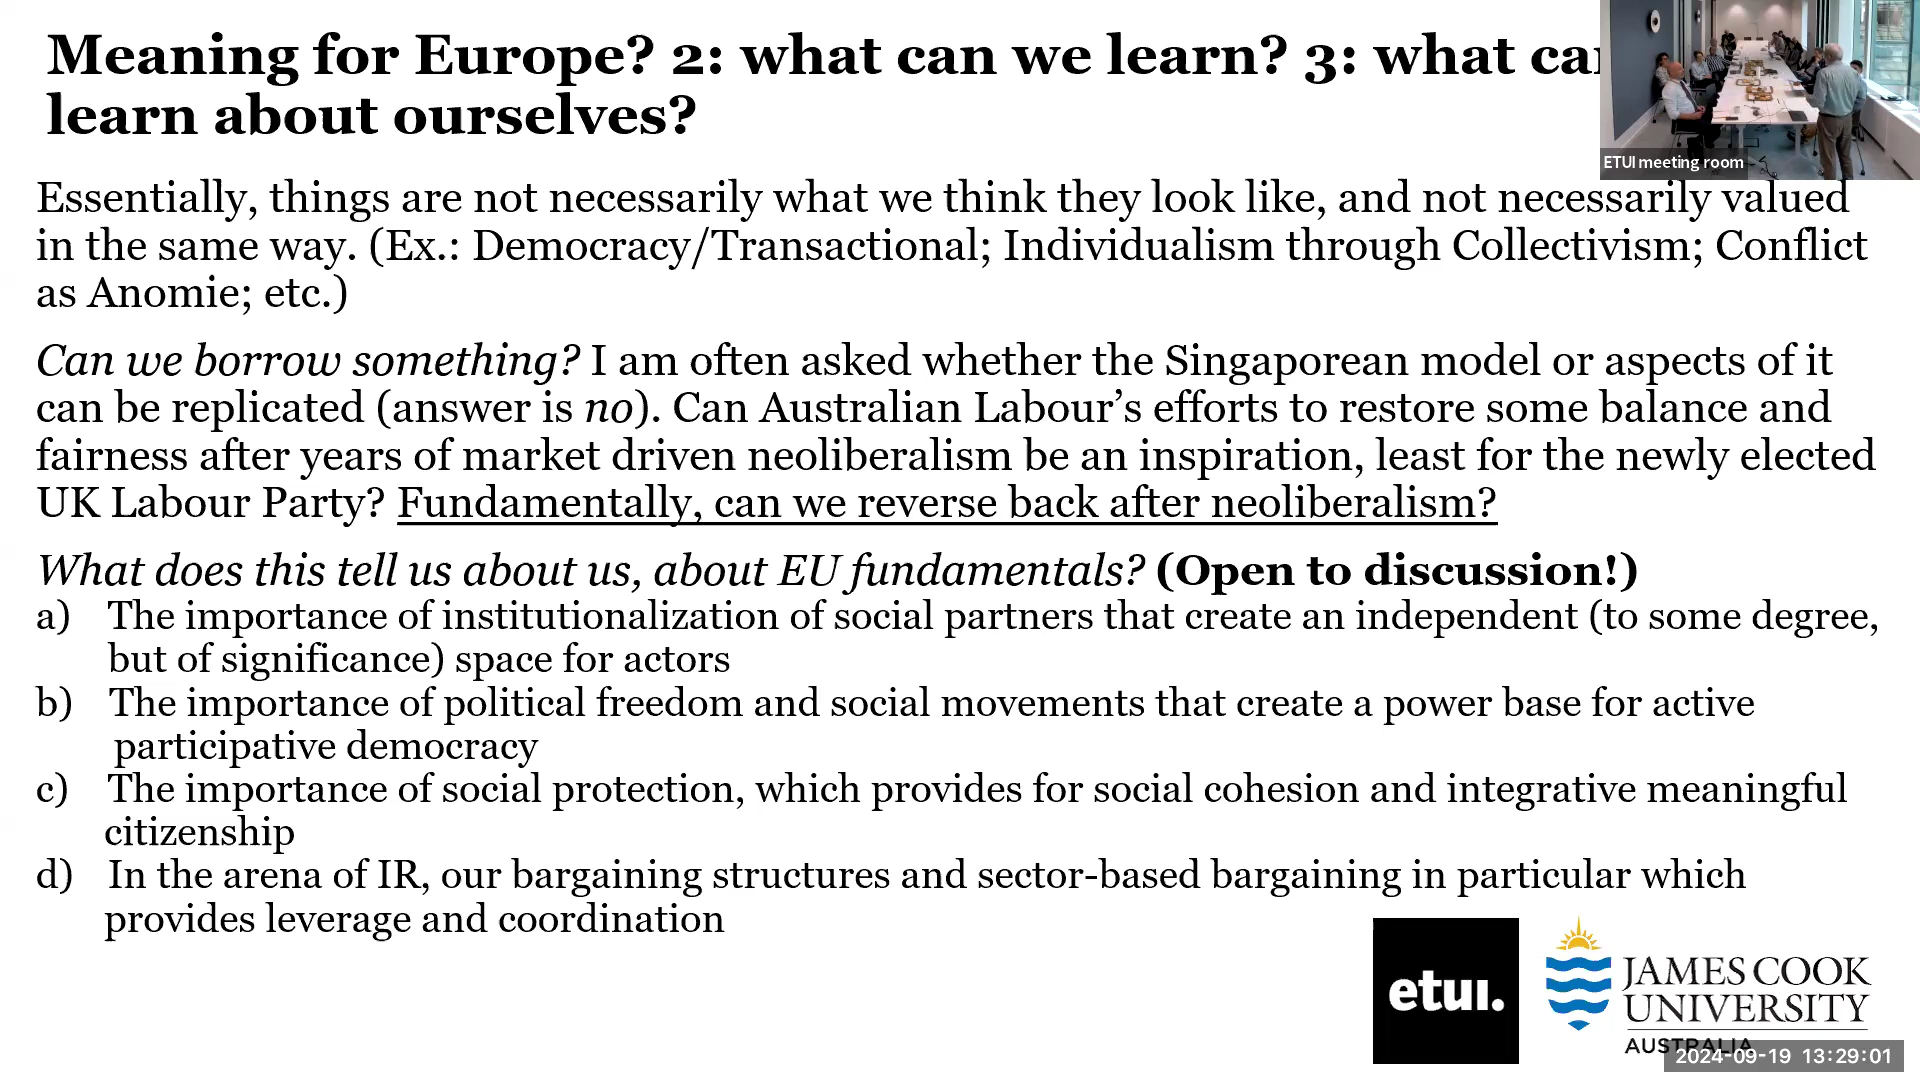 Meaning for Europe? 2: what can we learn? 3: what
learn about ourselves?
ETUI meeting room
Essentially, things are not necessarily what we think they look like, and not necessarily valued
in the same way. (Ex.: Democracy/Transactional; Individualism through Collectivism; Conflict
as Anomie; etc.)
Can we borrow something? I am often asked whether the Singaporean model or aspects of it
can be replicated (answer is no). Can Australian Labour’s efforts to restore some balance and
fairness after years of market driven neoliberalism be an inspiration, least for the newly elected
UK Labour Party? Fundamentally, can we reverse back after neoliberalism?
What does this tell us about us, about EU fundamentals? (Open to discussion!)
a) The importance of institutionalization of social partners that create an independent (to some degree,
but of significance) space for actors
b) The importance of political freedom and social movements that create a power base for active
participative democracy
c) The importance of social protection, which provides for social cohesion and integrative meaningful
citizenship
d) In the arena of IR, our bargaining structures and sector-based bargaining in particular which
provides leverage and coordination
etui.
JAMES COOK
UNIVERSITY
AUSTRALIA
2024-09-19 13:29:01